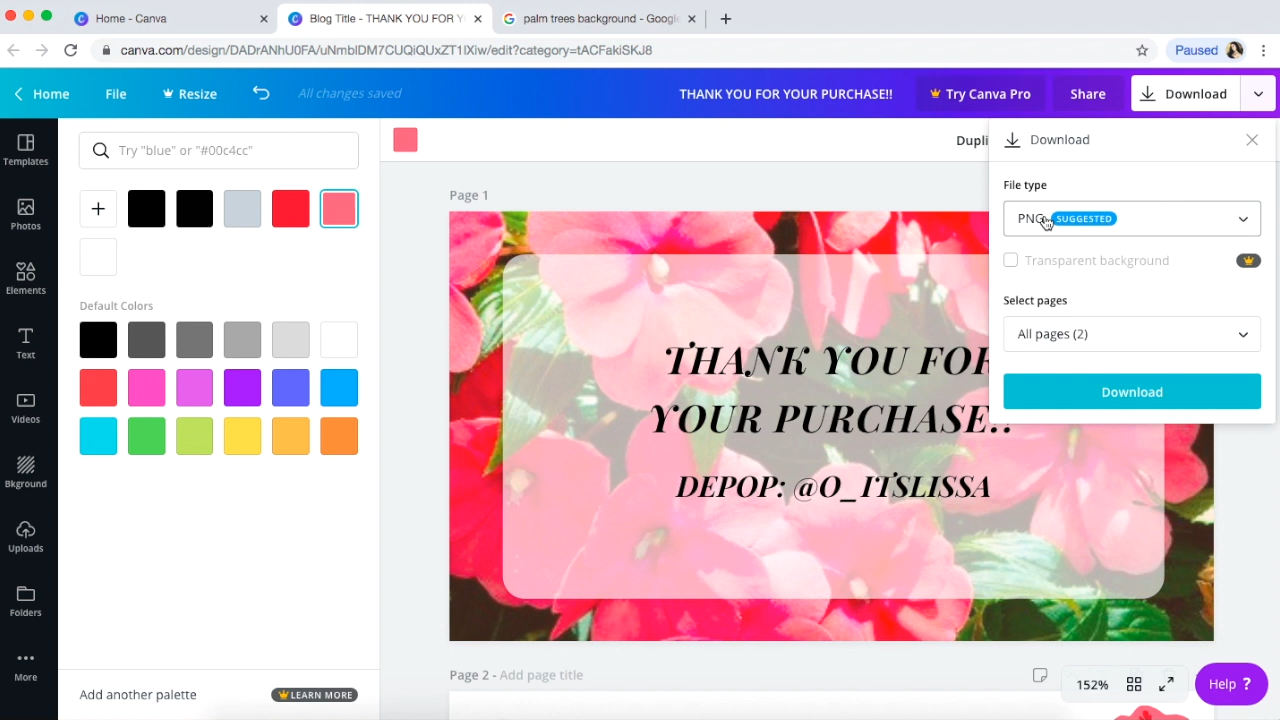 Home - Canva
Blog Title - THANK YOU FOR Y
palm trees background - Google
canva.com/design/DADrANhU0FA/uNmblDM7CUQiQUxZT1IXiw/edit?category=tACFakiSKJ8
Paused
Home
File
Resize
All changes saved
THANK YOU FOR YOUR PURCHASE!!
Try Canva Pro
Share
Download
Templates
Photos
Elements
Text
Videos
Bkground
Uploads
Folders
More
Try "blue" or "#00c4cc"
Default Colors
Add another palette
LEARN MORE
Dupli
Page 1
THANK YOU FOR
YOUR PURCHASE!!
DEPOP: @O_ITSLISSA
Page 2 - Add page title
Download
File type
PNG SUGGESTED
Transparent background
Select pages
All pages (2)
Download
152%
Help ?